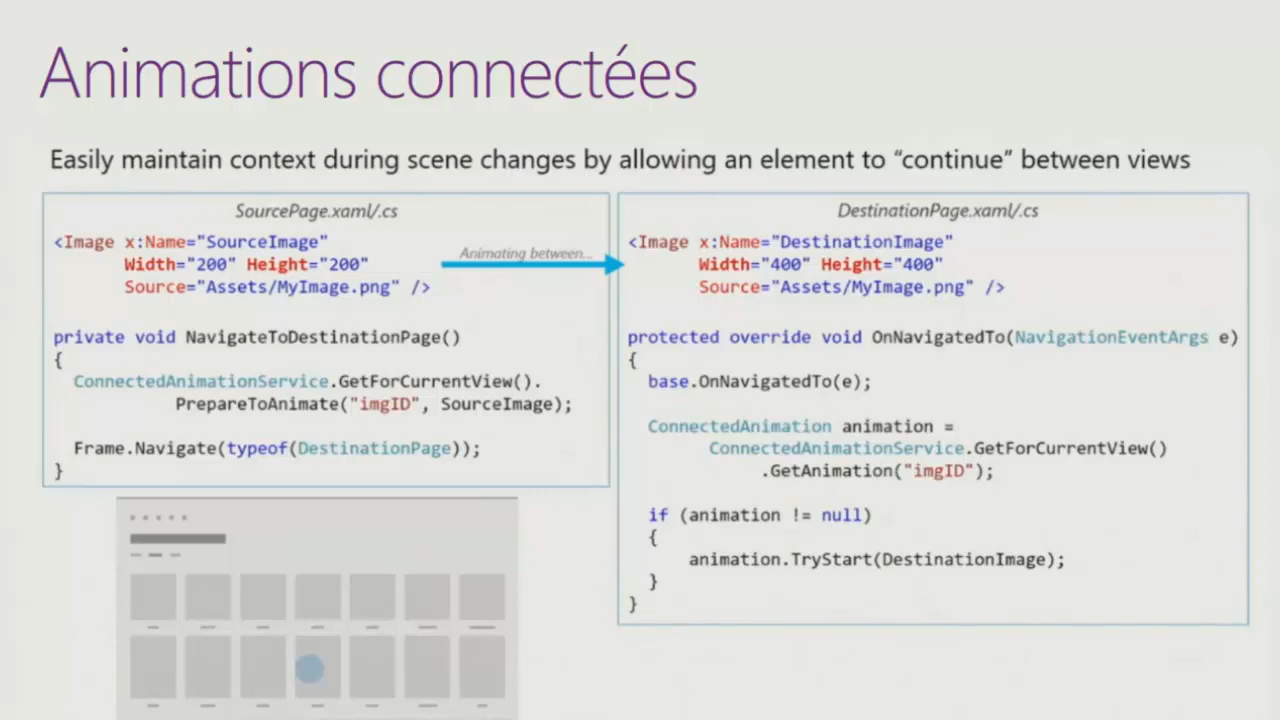 Animations connectées
Easily maintain context during scene changes by allowing an element to “continue” between views
SourcePage.xaml/.cs
<Image x:Name="SourceImage"
Width="200" Height="200"
Source="Assets/MyImage.png" />
private void NavigateToDestinationPage()
{
ConnectedAnimationService.GetForCurrentView().
PrepareToAnimate("imgID", SourceImage);
Frame.Navigate(typeof(DestinationPage));
}
Animating between...
DestinationPage.xaml/.cs
<Image x:Name="DestinationImage"
Width="400" Height="400"
Source="Assets/MyImage.png" />
protected override void OnNavigatedTo(NavigationEventArgs e)
{
base.OnNavigatedTo(e);
ConnectedAnimation animation =
ConnectedAnimationService.GetForCurrentView()
.GetAnimation("imgID");
if (animation != null)
{
animation.TryStart(DestinationImage);
}
}